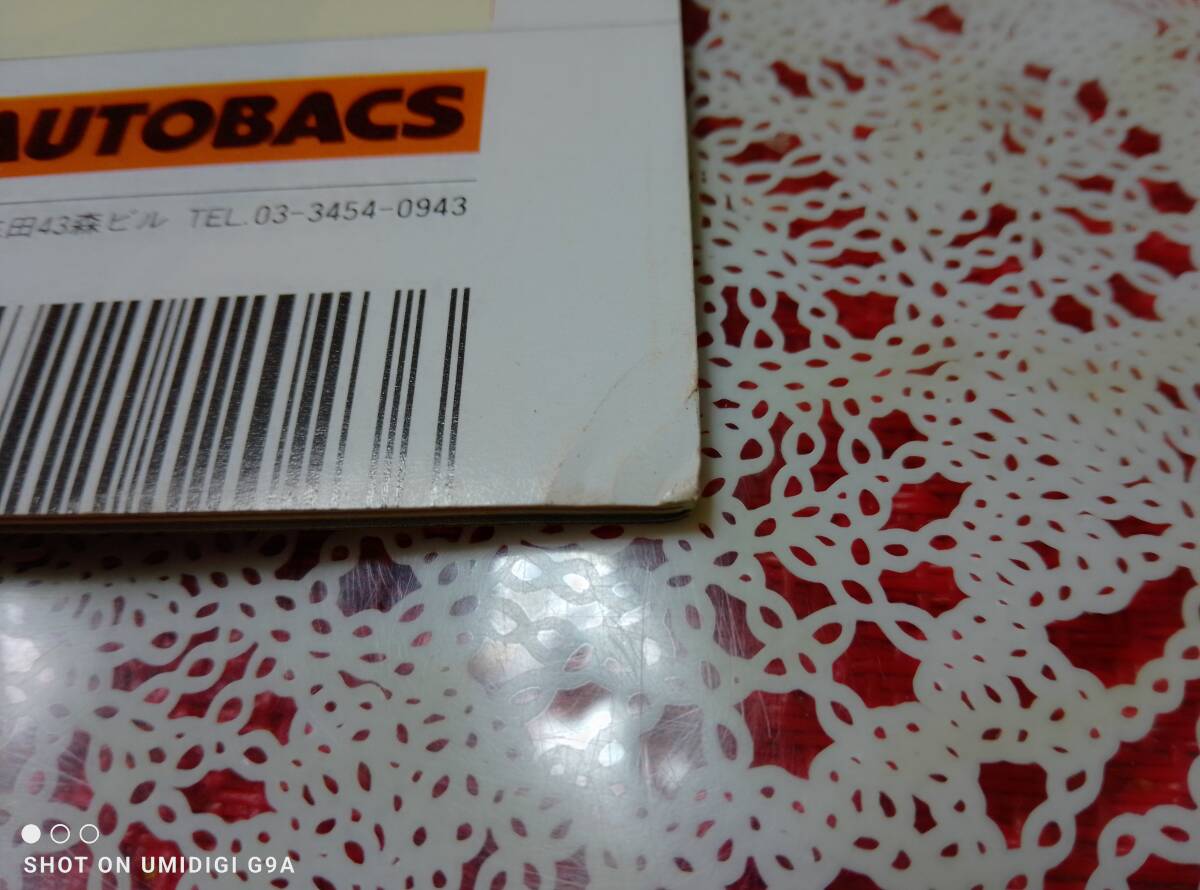 AUTOBACS
田43森ビル TEL.03-3454-0943
SHOT ON UMIDIGI G9A